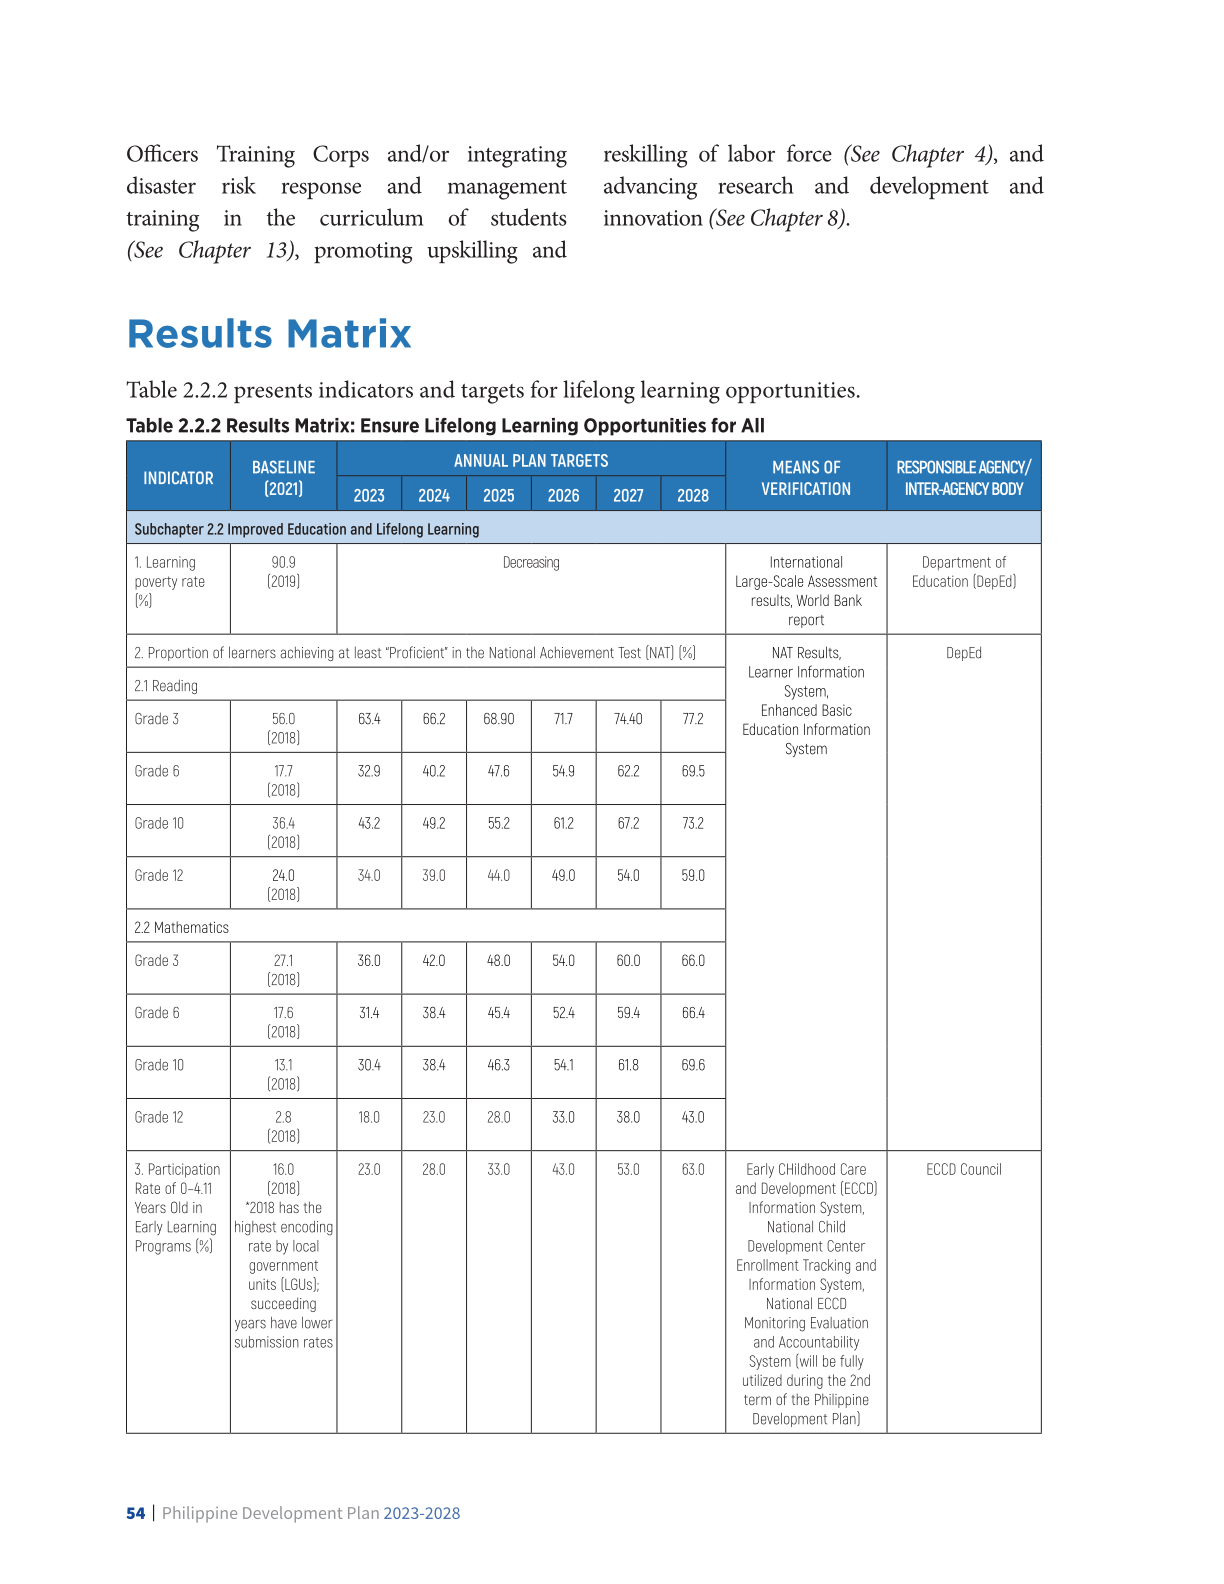 Officers Training Corps and/or integrating
disaster risk response and management
training in the curriculum of students
(See Chapter 13), promoting upskilling and
reskilling of labor force (See Chapter 4), and
advancing research and development and
innovation (See Chapter 8).
Results Matrix
Table 2.2.2 presents indicators and targets for lifelong learning opportunities.
Table 2.2.2 Results Matrix: Ensure Lifelong Learning Opportunities for All
INDICATOR
BASELINE
(2021)
ANNUAL PLAN TARGETS
2023 2024 2025 2026 2027 2028
MEANS OF
VERIFICATION
RESPONSIBLE AGENCY/
INTER-AGENCY BODY
Subchapter 2.2 Improved Education and Lifelong Learning
1. Learning
poverty rate
(%)
90.9
(2019)
Decreasing
International
Large-Scale Assessment
results, World Bank
report
Department of
Education (DepEd)
2. Proportion of learners achieving at least “Proficient” in the National Achievement Test (NAT) (%)
NAT Results,
Learner Information
System,
Enhanced Basic
Education Information
System
DepEd
2.1 Reading
Grade 3 56.0 63.4 66.2 68.90 71.7 74.40 77.2
(2018)
Grade 6 17.7 32.9 40.2 47.6 54.9 62.2 69.5
(2018)
Grade 10 36.4 43.2 49.2 55.2 61.2 67.2 73.2
(2018)
Grade 12 24.0 34.0 39.0 44.0 49.0 54.0 59.0
(2018)
2.2 Mathematics
Grade 3 27.1 36.0 42.0 48.0 54.0 60.0 66.0
(2018)
Grade 6 17.6 31.4 38.4 45.4 52.4 59.4 66.4
(2018)
Grade 10 13.1 30.4 38.4 46.3 54.1 61.8 69.6
(2018)
Grade 12 2.8 18.0 23.0 28.0 33.0 38.0 43.0
(2018)
3. Participation
Rate of 0–4.11
Years Old in
Early Learning
Programs (%)
16.0
(2018)
*2018 has the
highest encoding
rate by local
government
units (LGUs);
succeeding
years have lower
submission rates
23.0 28.0 33.0 43.0 53.0 63.0
Early CHildhood Care
and Development (ECCD)
Information System,
National Child
Development Center
Enrollment Tracking and
Information System,
National ECCD
Monitoring Evaluation
and Accountability
System (will be fully
utilized during the 2nd
term of the Philippine
Development Plan)
ECCD Council
54 | Philippine Development Plan 2023-2028